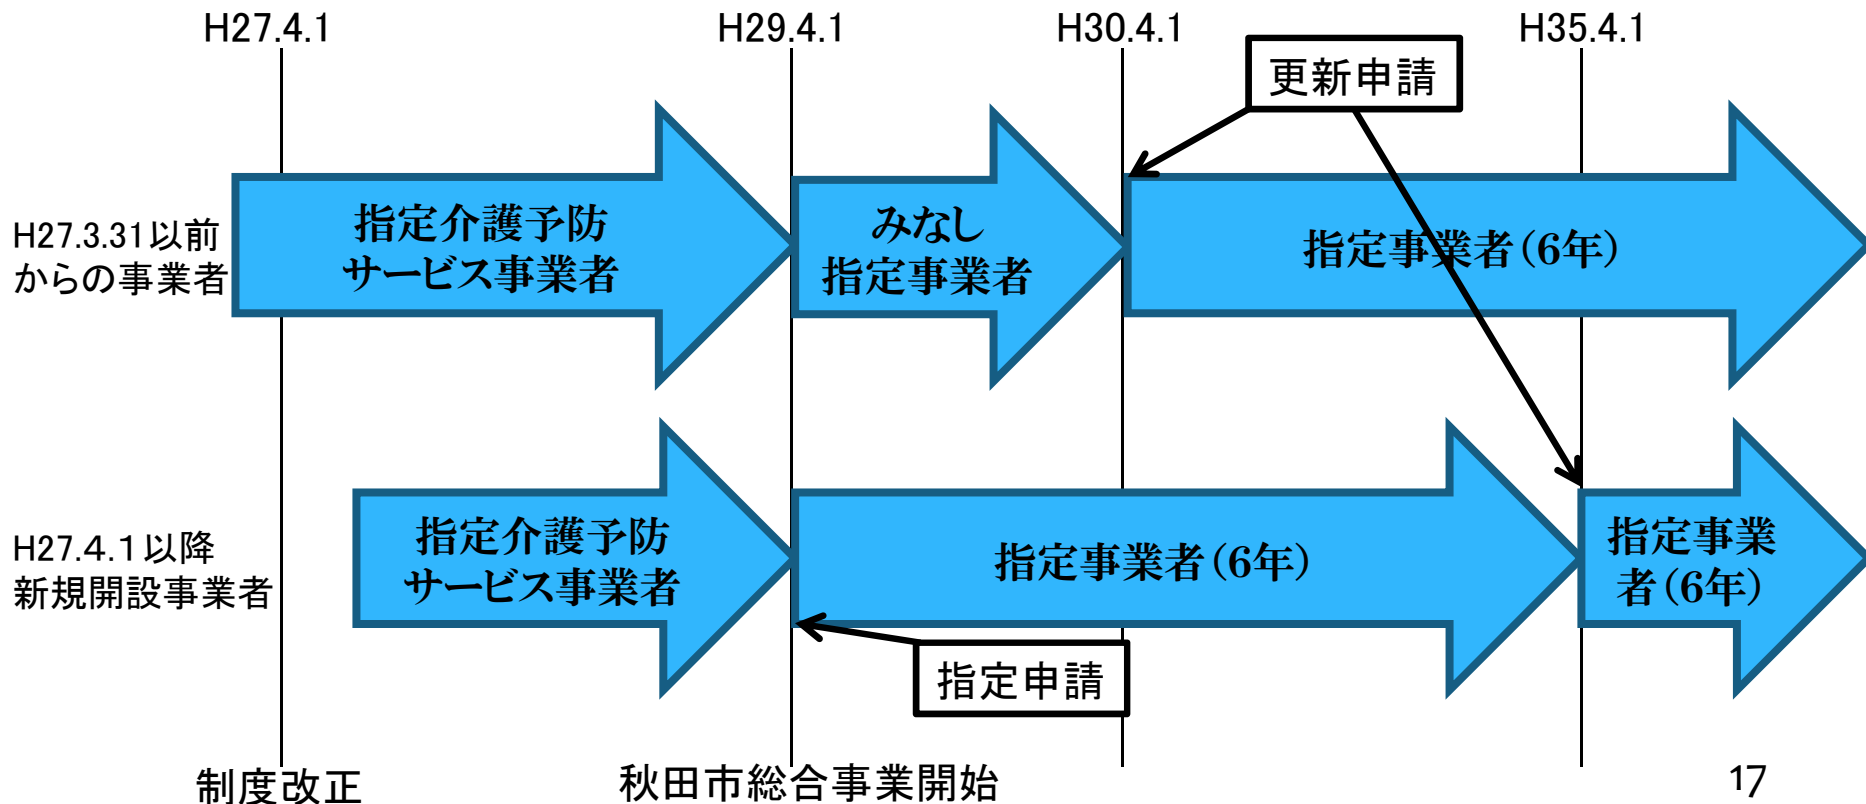 H27.4.1
H29.4.1
H30.4.1
H35.4.1
更新申請
H27.3.31以前
からの事業者
指定介護予防
サービス事業者
みなし
指定事業者
指定事業者(6年)
H27.4.1以降
新規開設事業者
指定介護予防
サービス事業者
指定事業者(6年)
指定事業
者(6年)
指定申請
制度改正
秋田市総合事業開始
17